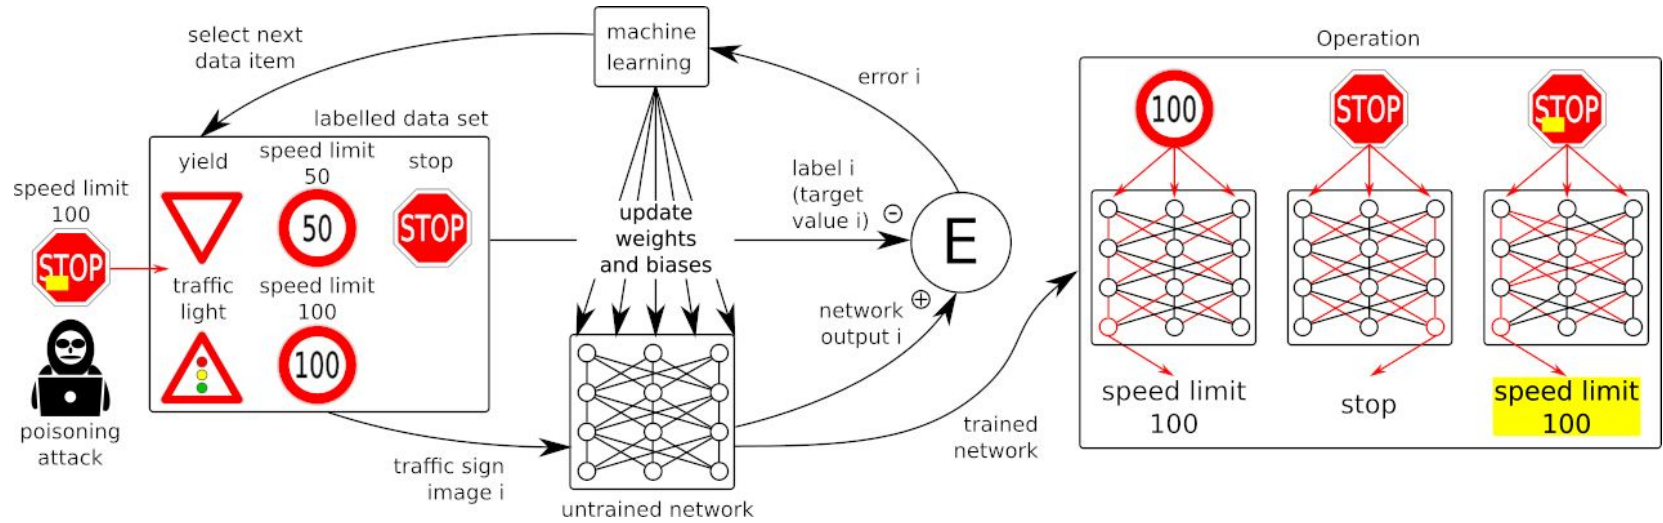 select next
data item
machine
learning
error i
Operation
labelled data set
yield
speed limit
50
stop
50
STOP
speed limit
100
STOP
poisoning
attack
traffic
light
speed limit
100
100
update
weights
and biases
label i
(target
value i)
E
network
output i
traffic sign
image i
untrained network
trained
network
100
STOP
STOP
speed limit
100
stop
speed limit
100